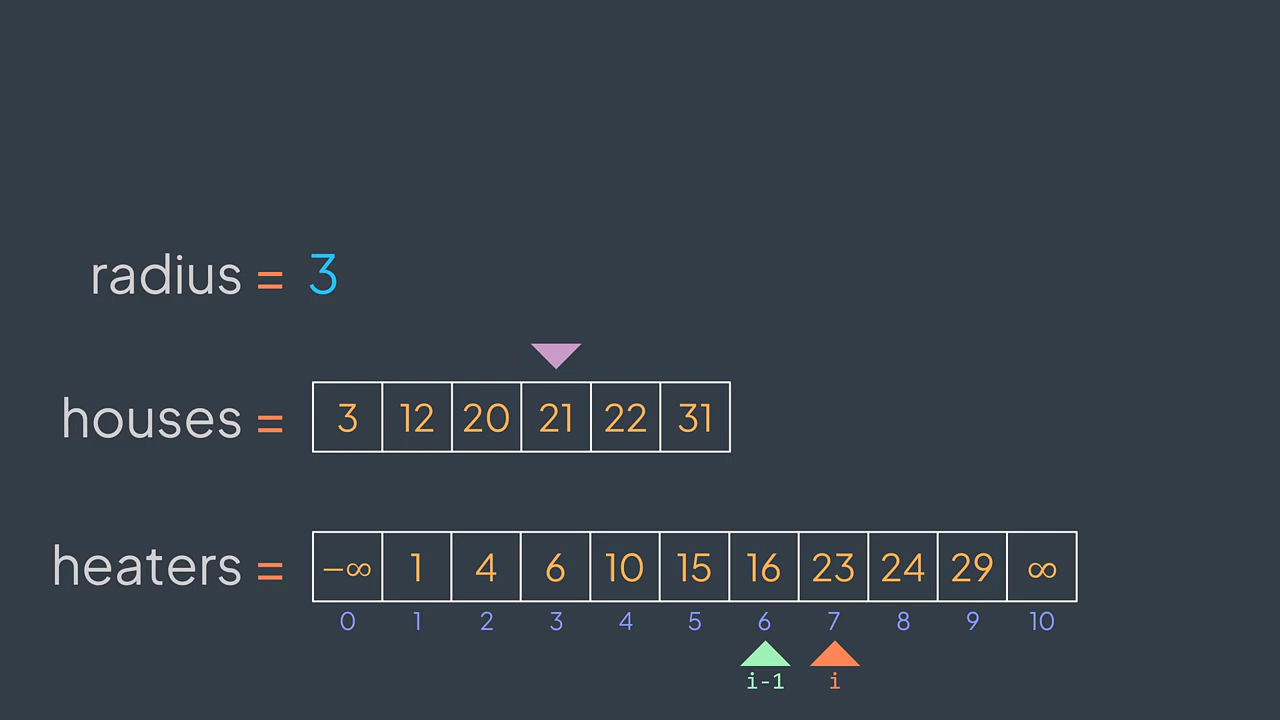 radius = 3
houses = 3 12 20 21 22 31
heaters = −∞ 1 4 6 10 15 16 23 24 29 ∞
0 1 2 3 4 5 6 7 8 9 10
i-1 i